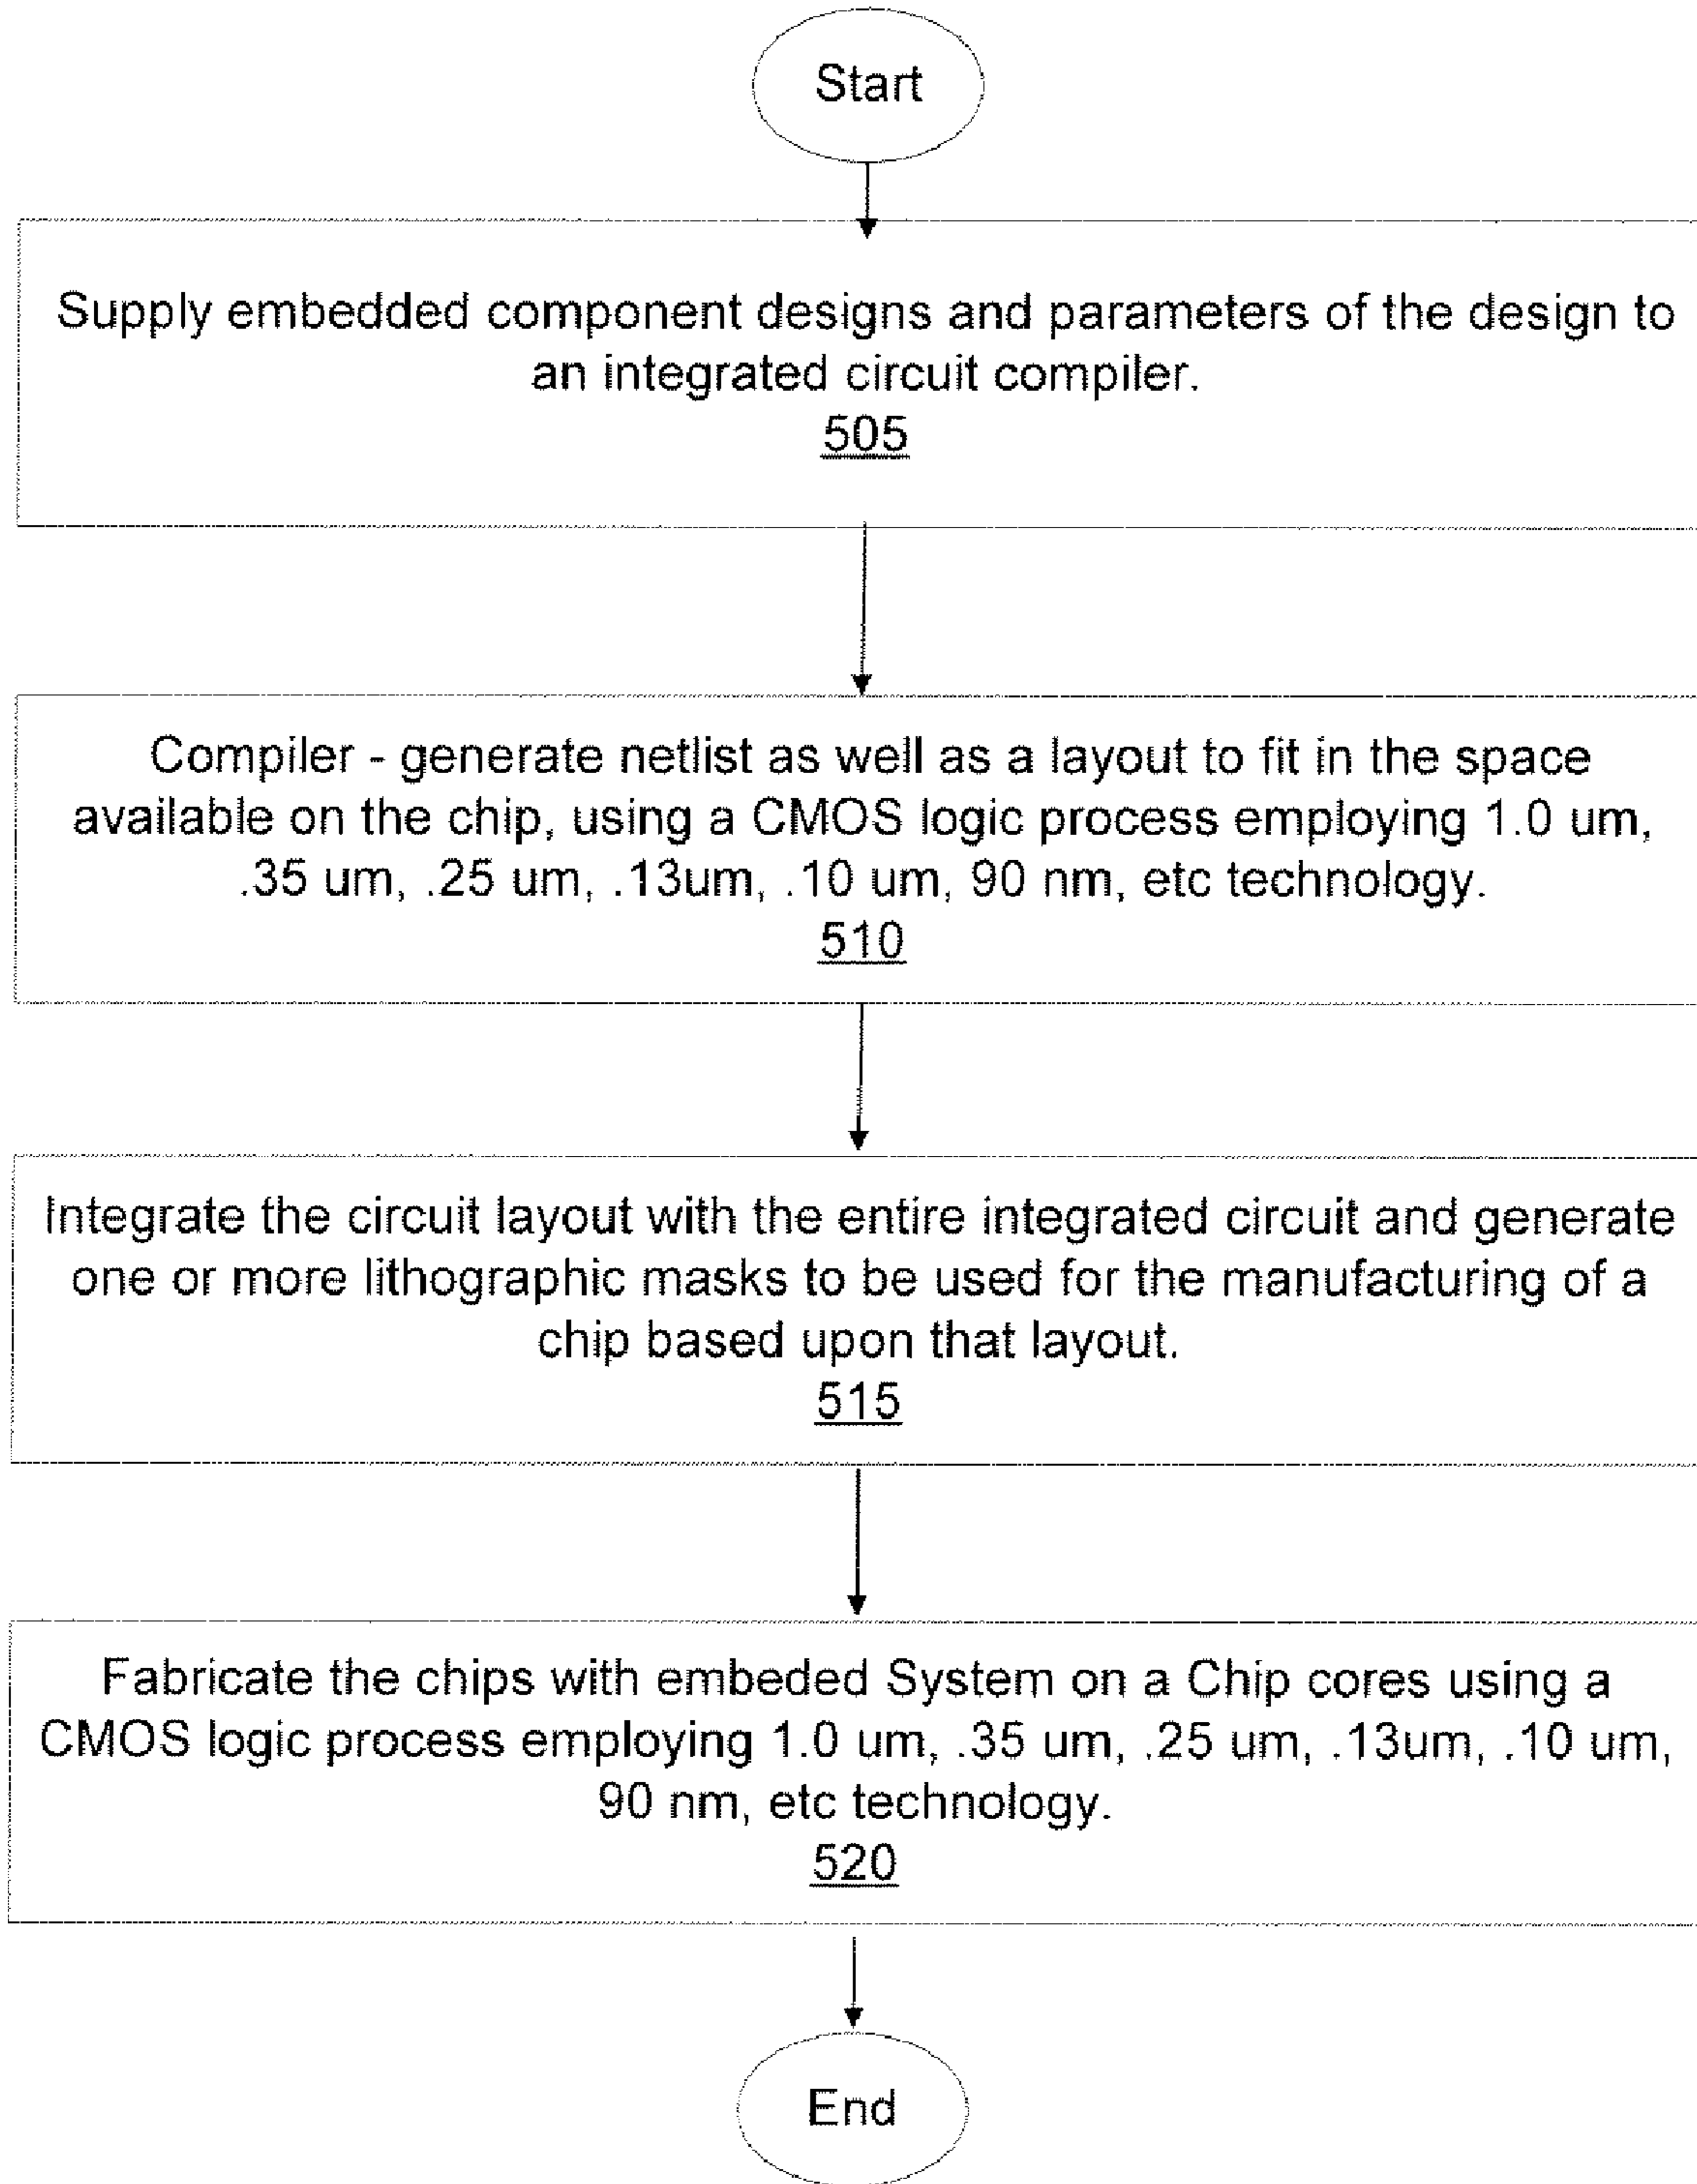 Start
Supply embedded component designs and parameters of the design to
an integrated circuit compiler.
505
Compiler - generate netlist as well as a layout to fit in the space
available on the chip, using a CMOS logic process employing 1.0 um,
.35 um, .25 um, .13um, .10 um, 90 nm, etc technology.
510
Integrate the circuit layout with the entire integrated circuit and generate
one or more lithographic masks to be used for the manufacturing of a
chip based upon that layout.
515
Fabricate the chips with embeded System on a Chip cores using a
CMOS logic process employing 1.0 um, .35 um, .25 um, .13um, .10 um,
90 nm, etc technology.
520
End